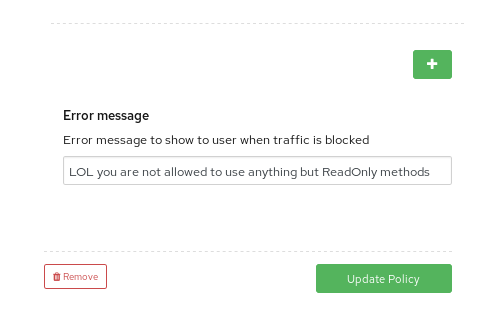 Error message
Error message to show to user when traffic is blocked
LOL you are not allowed to use anything but ReadOnly methods
Remove
Update Policy